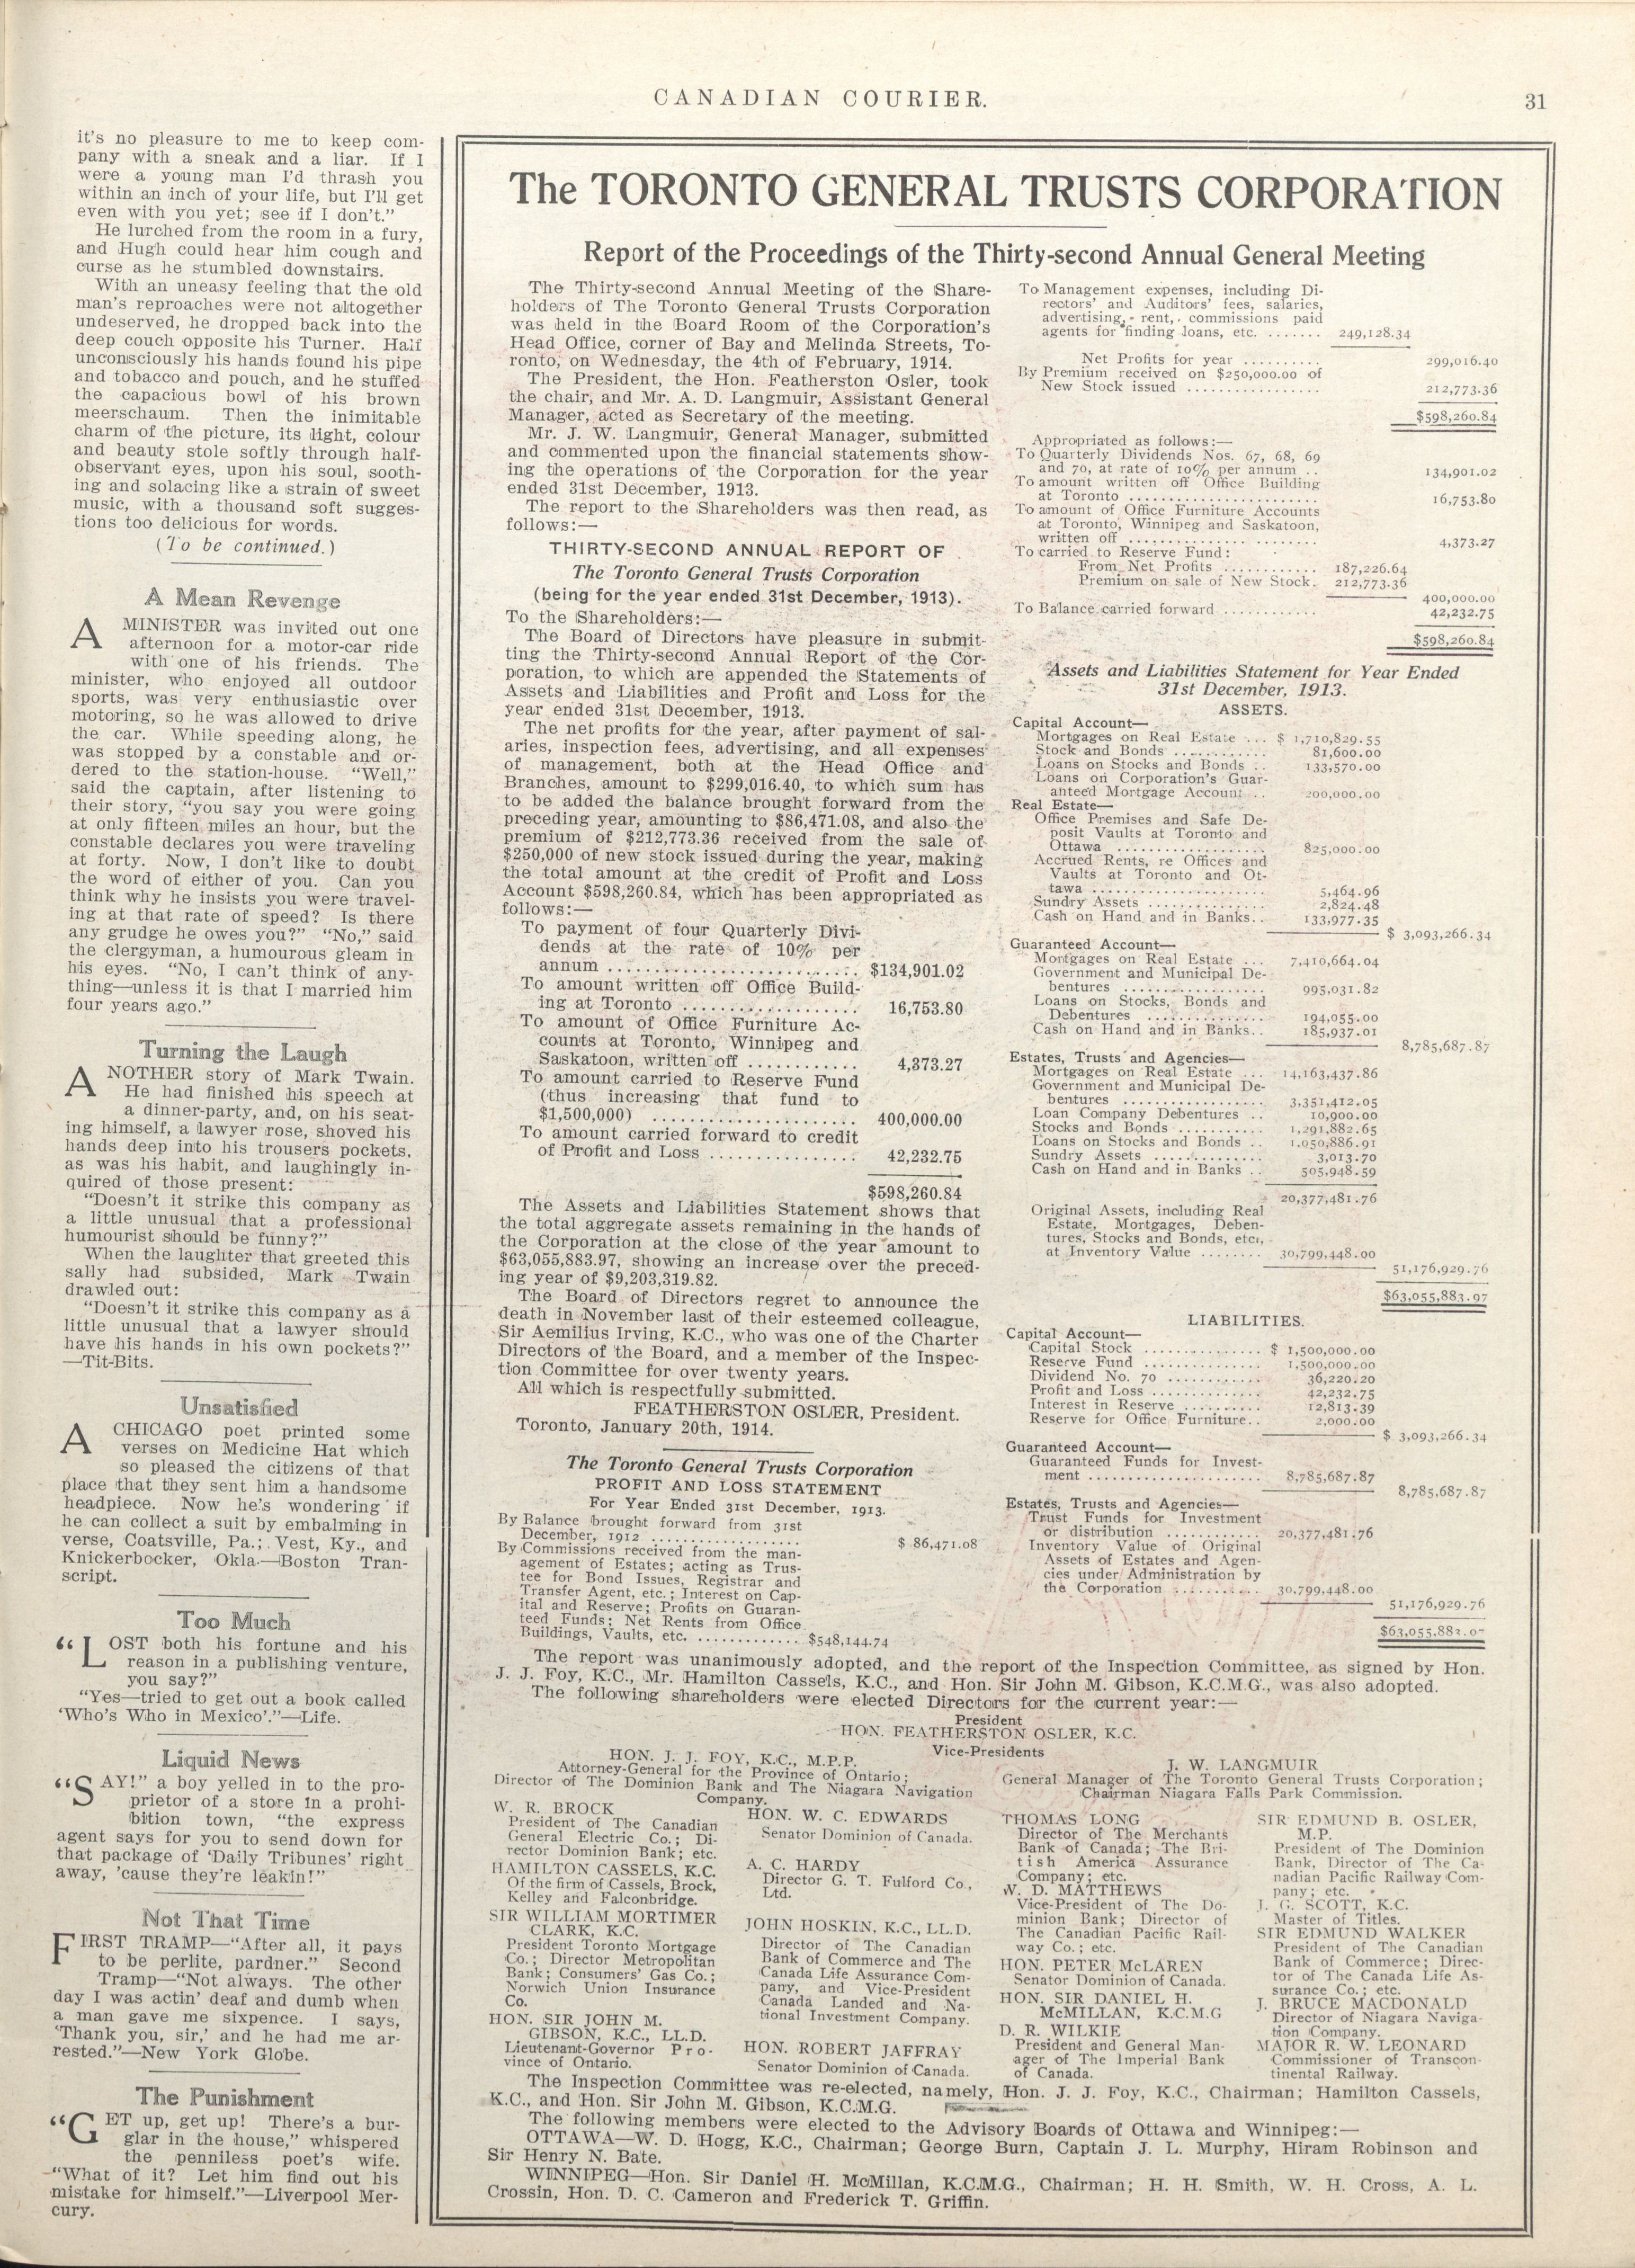 CANADIAN COURIER.
31
it's no pleasure to me to keep com-
pany with a sneak and a liar. If I
were a young man I'd thrash you
within an inch of your life, but I'll get
even with you yet; see if I don't."
He lurched from the room in a fury,
and Hugh could hear him cough and
curse as he stumbled downstairs.
With an uneasy feeling that the old
man's reproaches were not altogether
undeserved, he dropped back into the
deep couch opposite his Turner. Half
unconsciously his hands found his pipe
and tobacco and pouch, and he stuffed
the capacious bowl of his brown
meerschaum. Then the inimitable
charm of the picture, its light, colour
and beauty stole softly through half-
observant eyes, upon his soul, sooth-
ing and solacing like a strain of sweet
music, with a thousand soft sugges-
tions too delicious for words.
(To be continued.)
A Mean Revenge
A MINISTER was invited out one
afternoon for a motor-car ride
with one of his friends. The
minister, who enjoyed all outdoor
sports, was very enthusiastic over
motoring, so he was allowed to drive
the car. While speeding along, he
was stopped by a constable and or-
dered to the station-house. "Well,"
said the captain, after listening to
their story, "you say you were going
at only fifteen miles an hour, but the
constable declares you were traveling
at forty. Now, I don't like to doubt
the word of either of you. Can you
think why he insists you were travel-
ing at that rate of speed? Is there
any grudge he owes you?" "No," said
the clergyman, a humourous gleam in
his eyes. "No, I can't think of any-
thing—unless it is that I married him
four years ago."
Turning the Laugh
ANOTHER story of Mark Twain.
He had finished his speech at
a dinner-party, and, on his seat-
ing himself, a lawyer rose, shoved his
hands deep into his trousers pockets,
as was his habit, and laughingly in-
quired of those present:
"Doesn't it strike this company as
a little unusual that a professional
humourist should be funny?"
When the laughter that greeted this
sally had subsided, Mark Twain
drawled out:
"Doesn't it strike this company as a
little unusual that a lawyer should
have his hands in his own pockets?"
—Tit-Bits.
Unsatisfied
A CHICAGO poet printed some
verses on Medicine Hat which
so pleased the citizens of that
place that they sent him a handsome
headpiece. Now he's wondering if
he can collect a suit by embalming in
verse, Coatsville, Pa.; Vest, Ky., and
Knickerbocker, Okla.—Boston Tran-
script.
Too Much
"LOST both his fortune and his
reason in a publishing venture,
you say?"
"Yes—tried to get out a book called
'Who's Who in Mexico'."—Life.
Liquid News
"SAY!" a boy yelled in to the pro-
prietor of a store in a prohi-
bition town, "the express
agent says for you to send down for
that package of 'Daily Tribunes' right
away, 'cause they're leakin!"
Not That Time
FIRST TRAMP—"After all, it pays
to be perlite, pardner." Second
Tramp—"Not always. The other
day I was actin' deaf and dumb when
a man gave me sixpence. I says,
'Thank you, sir,' and he had me ar-
rested."—New York Globe.
The Punishment
"GET up, get up! There's a bur-
glar in the house," whispered
the penniless poet's wife.
"What of it? Let him find out his
mistake for himself."—Liverpool Mer-
cury.
The TORONTO GENERAL TRUSTS CORPORATION
Report of the Proceedings of the Thirty-second Annual General Meeting
The Thirty-second Annual Meeting of the Share-
holders of The Toronto General Trusts Corporation
was held in the Board Room of the Corporation's
Head Office, corner of Bay and Melinda Streets, To-
ronto, on Wednesday, the 4th of February, 1914.
The President, the Hon. Featherston Osler, took
the chair, and Mr. A. D. Langmuir, Assistant General
Manager, acted as Secretary of the meeting.
Mr. J. W. Langmuir, General Manager, submitted
and commented upon the financial statements show-
ing the operations of the Corporation for the year
ended 31st December, 1913.
The report to the Shareholders was then read, as
follows:—
THIRTY-SECOND ANNUAL REPORT OF
The Toronto General Trusts Corporation
(being for the year ended 31st December, 1913).
To the Shareholders:—
The Board of Directors have pleasure in submit-
ting the Thirty-second Annual Report of the Cor-
poration, to which are appended the Statements of
Assets and Liabilities and Profit and Loss for the
year ended 31st December, 1913.
The net profits for the year, after payment of sal-
aries, inspection fees, advertising, and all expenses
of management, both at the Head Office and
Branches, amount to $299,016.40, to which sum has
to be added the balance brought forward from the
preceding year, amounting to $86,471.08, and also the
premium of $212,773.36 received from the sale of
$250,000 of new stock issued during the year, making
the total amount at the credit of Profit and Loss
Account $598,260.84, which has been appropriated as
follows:—
To payment of four Quarterly Divi-
dends at the rate of 10% per
annum .......................... $134,901.02
To amount written off Office Build-
ing at Toronto ................... 16,753.80
To amount of Office Furniture Ac-
counts at Toronto, Winnipeg and
Saskatoon, written off ............ 4,373.27
To amount carried to Reserve Fund
(thus increasing that fund to
$1,500,000) ...................... 400,000.00
To amount carried forward to credit
of Profit and Loss ................ 42,232.75
$598,260.84
The Assets and Liabilities Statement shows that
the total aggregate assets remaining in the hands of
the Corporation at the close of the year amount to
$63,055,883.97, showing an increase over the preced-
ing year of $9,203,319.82.
The Board of Directors regret to announce the
death in November last of their esteemed colleague,
Sir Aemilius Irving, K.C., who was one of the Charter
Directors of the Board, and a member of the Inspec-
tion Committee for over twenty years.
All which is respectfully submitted.
FEATHERSTON OSLER, President.
Toronto, January 20th, 1914.
The Toronto General Trusts Corporation
PROFIT AND LOSS STATEMENT
For Year Ended 31st December, 1913.
By Balance brought forward from 31st
December, 1912 .................... $ 86,471.08
By Commissions received from the man-
agement of Estates; acting as Trus-
tee for Bond Issues, Registrar and
Transfer Agent, etc.; Interest on Cap-
ital and Reserve; Profits on Guaran-
teed Funds; Net Rents from Office
Buildings, Vaults, etc. ............ $548,144.74
To Management expenses, including Di-
rectors' and Auditors' fees, salaries,
advertising, rent, commissions paid
agents for finding loans, etc. ....... 249,128.34
Net Profits for year .......... 299,016.40
By Premium received on $250,000.00 of
New Stock issued ................. 212,773.36
$598,260.84
Appropriated as follows:—
To Quarterly Dividends Nos. 67, 68, 69
and 70, at rate of 10% per annum .. 134,901.02
To amount written off Office Building
at Toronto ........................ 16,753.80
To amount of Office Furniture Accounts
at Toronto, Winnipeg and Saskatoon,
written off ........................ 4,373.27
To carried to Reserve Fund:
From Net Profits ............ 187,226.64
Premium on sale of New Stock. 212,773.36
400,000.00
To Balance carried forward ............ 42,232.75
$598,260.84
Assets and Liabilities Statement for Year Ended
31st December, 1913.
ASSETS.
Capital Account—
Mortgages on Real Estate ... $ 1,710,829.55
Stock and Bonds ............ 81,600.00
Loans on Stocks and Bonds .. 133,570.00
Loans on Corporation's Guar-
anteed Mortgage Account .. 200,000.00
Real Estate—
Office Premises and Safe De-
posit Vaults at Toronto and
Ottawa ................... 825,000.00
Accrued Rents, re Offices and
Vaults at Toronto and Ot-
tawa ...................... 5,464.96
Sundry Assets ............... 2,824.48
Cash on Hand and in Banks.. 133,977.35
$ 3,093,266.34
Guaranteed Account—
Mortgages on Real Estate ... 7,410,664.04
Government and Municipal De-
bentures .................. 995,031.82
Loans on Stocks, Bonds and
Debentures ............... 194,055.00
Cash on Hand and in Banks.. 185,937.01
8,785,687.87
Estates, Trusts and Agencies—
Mortgages on Real Estate ... 14,163,437.86
Government and Municipal De-
bentures .................. 3,351,412.05
Loan Company Debentures .. 10,900.00
Stocks and Bonds ........... 1,291,882.65
Loans on Stocks and Bonds .. 1,050,886.91
Sundry Assets .............. 3,013.70
Cash on Hand and in Banks .. 505,948.59
20,377,481.76
Original Assets, including Real
Estate, Mortgages, Deben-
tures, Stocks and Bonds, etc.,
at Inventory Value ........ 30,799,448.00
51,176,929.76
$63,055,883.97
LIABILITIES.
Capital Account—
Capital Stock ............... $ 1,500,000.00
Reserve Fund ............... 1,500,000.00
Dividend No. 70 ............ 36,220.20
Profit and Loss .............. 42,232.75
Interest in Reserve .......... 12,813.39
Reserve for Office Furniture.. 2,000.00
$ 3,093,266.34
Guaranteed Account—
Guaranteed Funds for Invest-
ment ...................... 8,785,687.87
8,785,687.87
Estates, Trusts and Agencies—
Trust Funds for Investment
or distribution ............ 20,377,481.76
Inventory Value of Original
Assets of Estates and Agen-
cies under Administration by
the Corporation ........... 30,799,448.00
51,176,929.76
The report was unanimously adopted, and the report of the Inspection Committee, as signed by Hon.
J. J. Foy, K.C., Mr. Hamilton Cassels, K.C., and Hon. Sir John M. Gibson, K.C.M.G., was also adopted.
The following shareholders were elected Directors for the current year:—
President
HON. FEATHERSTON OSLER, K.C.
Vice-Presidents
HON. J. J. FOY, K.C., M.P.P.
Attorney-General for the Province of Ontario;
Director of The Dominion Bank and The Niagara Navigation
Company.
J. W. LANGMUIR
General Manager of The Toronto General Trusts Corporation;
Chairman Niagara Falls Park Commission.
W. R. BROCK
President of The Canadian
General Electric Co.; Di-
rector Dominion Bank; etc.
HAMILTON CASSELS, K.C.
Of the firm of Cassels, Brock,
Kelley and Falconbridge.
SIR WILLIAM MORTIMER
CLARK, K.C.
President Toronto Mortgage
Co.; Director Metropolitan
Bank; Consumers' Gas Co.;
Norwich Union Insurance
Co.
HON. SIR JOHN M.
GIBSON, K.C., LL.D.
Lieutenant-Governor Pro-
vince of Ontario.
HON. W. C. EDWARDS
Senator Dominion of Canada.
A. C. HARDY
Director G. T. Fulford Co.,
Ltd.
JOHN HOSKIN, K.C., LL.D.
Director of The Canadian
Bank of Commerce and The
Canada Life Assurance Com-
pany, and Vice-President
Canada Landed and Na-
tional Investment Company.
HON. ROBERT JAFFRAY
Senator Dominion of Canada.
THOMAS LONG
Director of The Merchants
Bank of Canada; The Bri-
tish America Assurance
Company; etc.
W. D. MATTHEWS
Vice-President of The Do-
minion Bank; Director of
The Canadian Pacific Rail-
way Co.; etc.
HON. PETER McLAREN
Senator Dominion of Canada.
HON. SIR DANIEL H.
McMILLAN, K.C.M.G
D. R. WILKIE
President and General Man-
ager of The Imperial Bank
of Canada.
SIR EDMUND B. OSLER,
M.P.
President of The Dominion
Bank, Director of The Ca-
nadian Pacific Railway Com-
pany; etc.
J. G. SCOTT, K.C.
Master of Titles.
SIR EDMUND WALKER
President of The Canadian
Bank of Commerce; Direc-
tor of The Canada Life As-
surance Co.; etc.
J. BRUCE MACDONALD
Director of Niagara Naviga-
tion Company.
MAJOR R. W. LEONARD
Commissioner of Transcon-
tinental Railway.
The Inspection Committee was re-elected, namely, Hon. J. J. Foy, K.C., Chairman; Hamilton Cassels,
K.C., and Hon. Sir John M. Gibson, K.C.M.G.
The following members were elected to the Advisory Boards of Ottawa and Winnipeg:—
OTTAWA—W. D. Hogg, K.C., Chairman; George Burn, Captain J. L. Murphy, Hiram Robinson and
Sir Henry N. Bate.
WINNIPEG—Hon. Sir Daniel H. McMillan, K.C.M.G., Chairman; H. H. Smith, W. H. Cross, A. L.
Crossin, Hon. D. C. Cameron and Frederick T. Griffin.